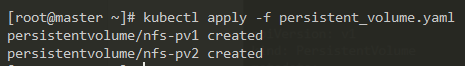 [root@master ~]# kubectl apply -f persistent_volume.yaml
persistentvolume/nfs-pv1 created
persistentvolume/nfs-pv2 created